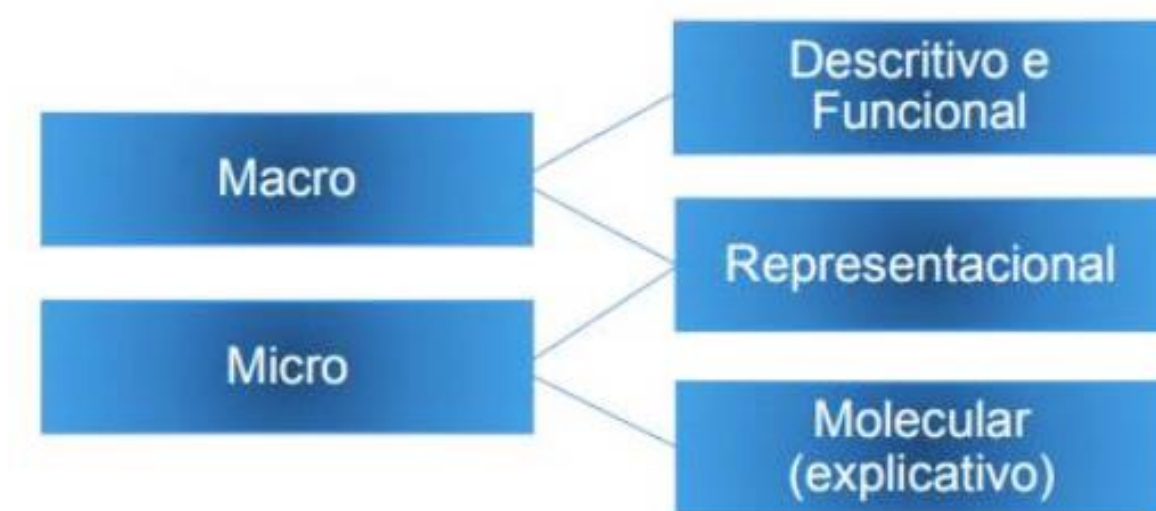 Macro
Micro
Descritivo e
Funcional
Representacional
Molecular
(explicativo)